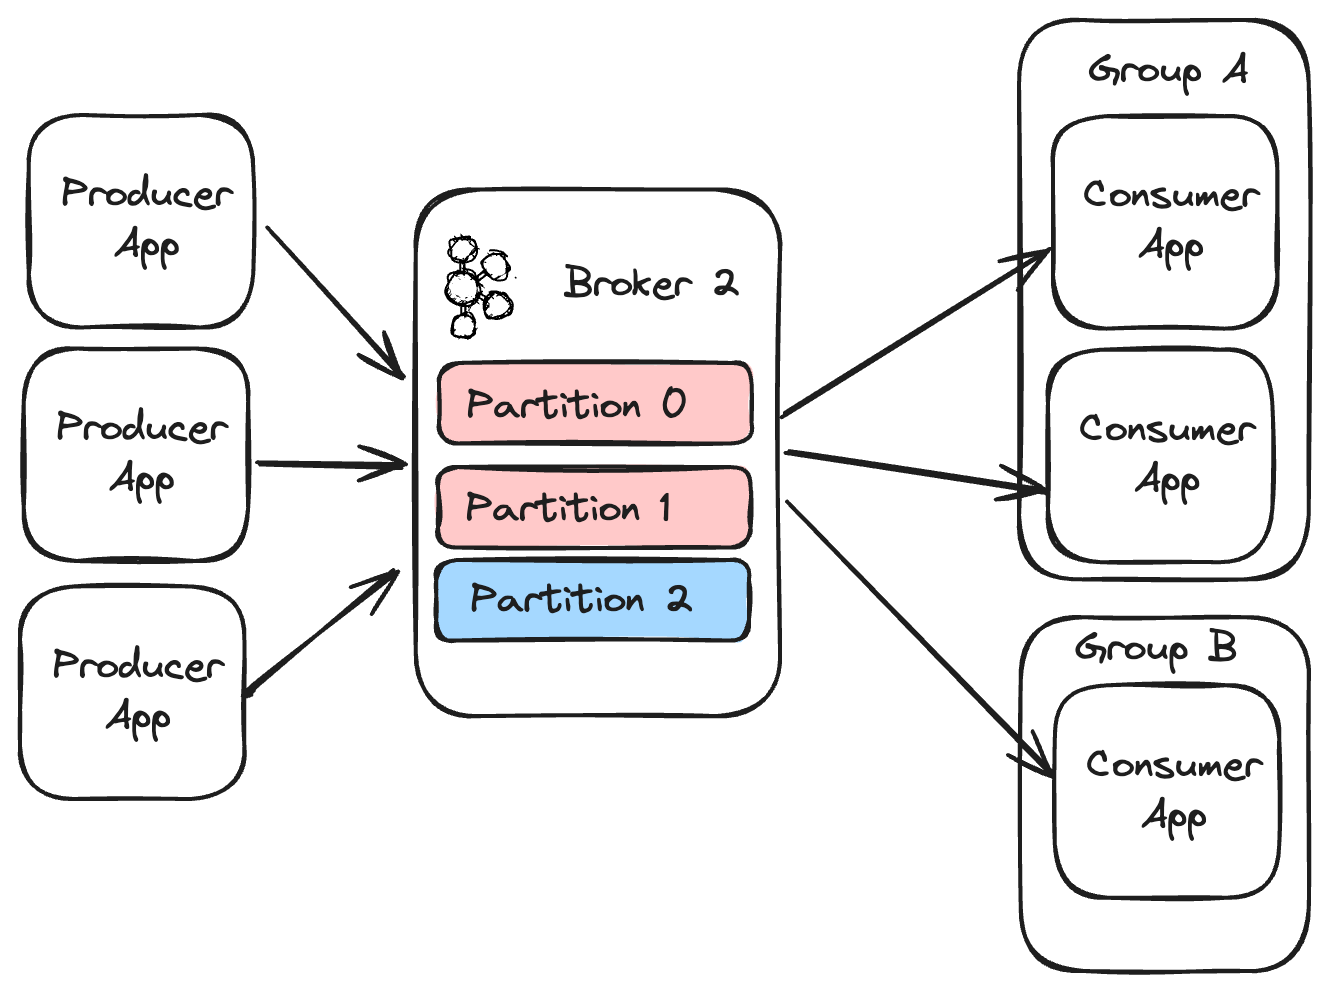 Producer
App
Producer
App
Producer
App
Broker 2
Partition 0
Partition 1
Partition 2
Group A
Consumer
App
Consumer
App
Group B
Consumer
App